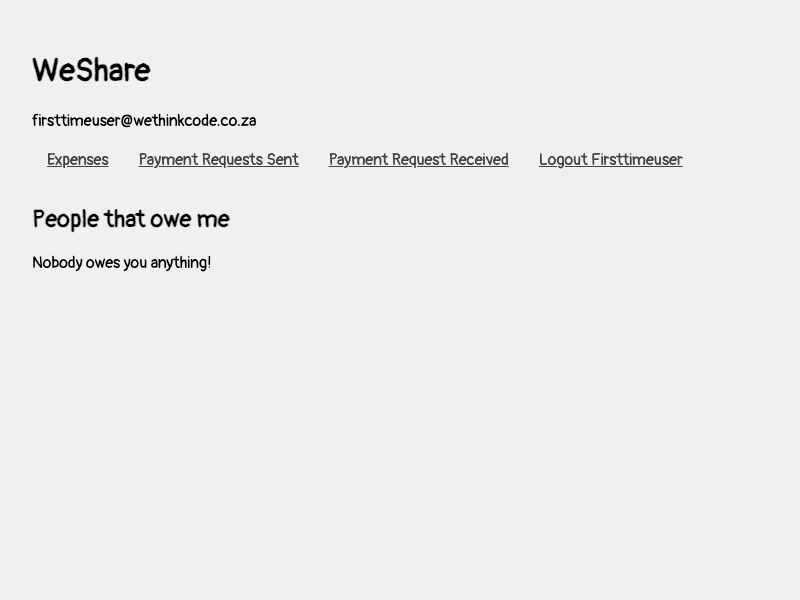 WeShare
firsttimeuser@wethinkcode.co.za
Expenses Payment Requests Sent Payment Request Received Logout Firsttimeuser
People that owe me
Nobody owes you anything!